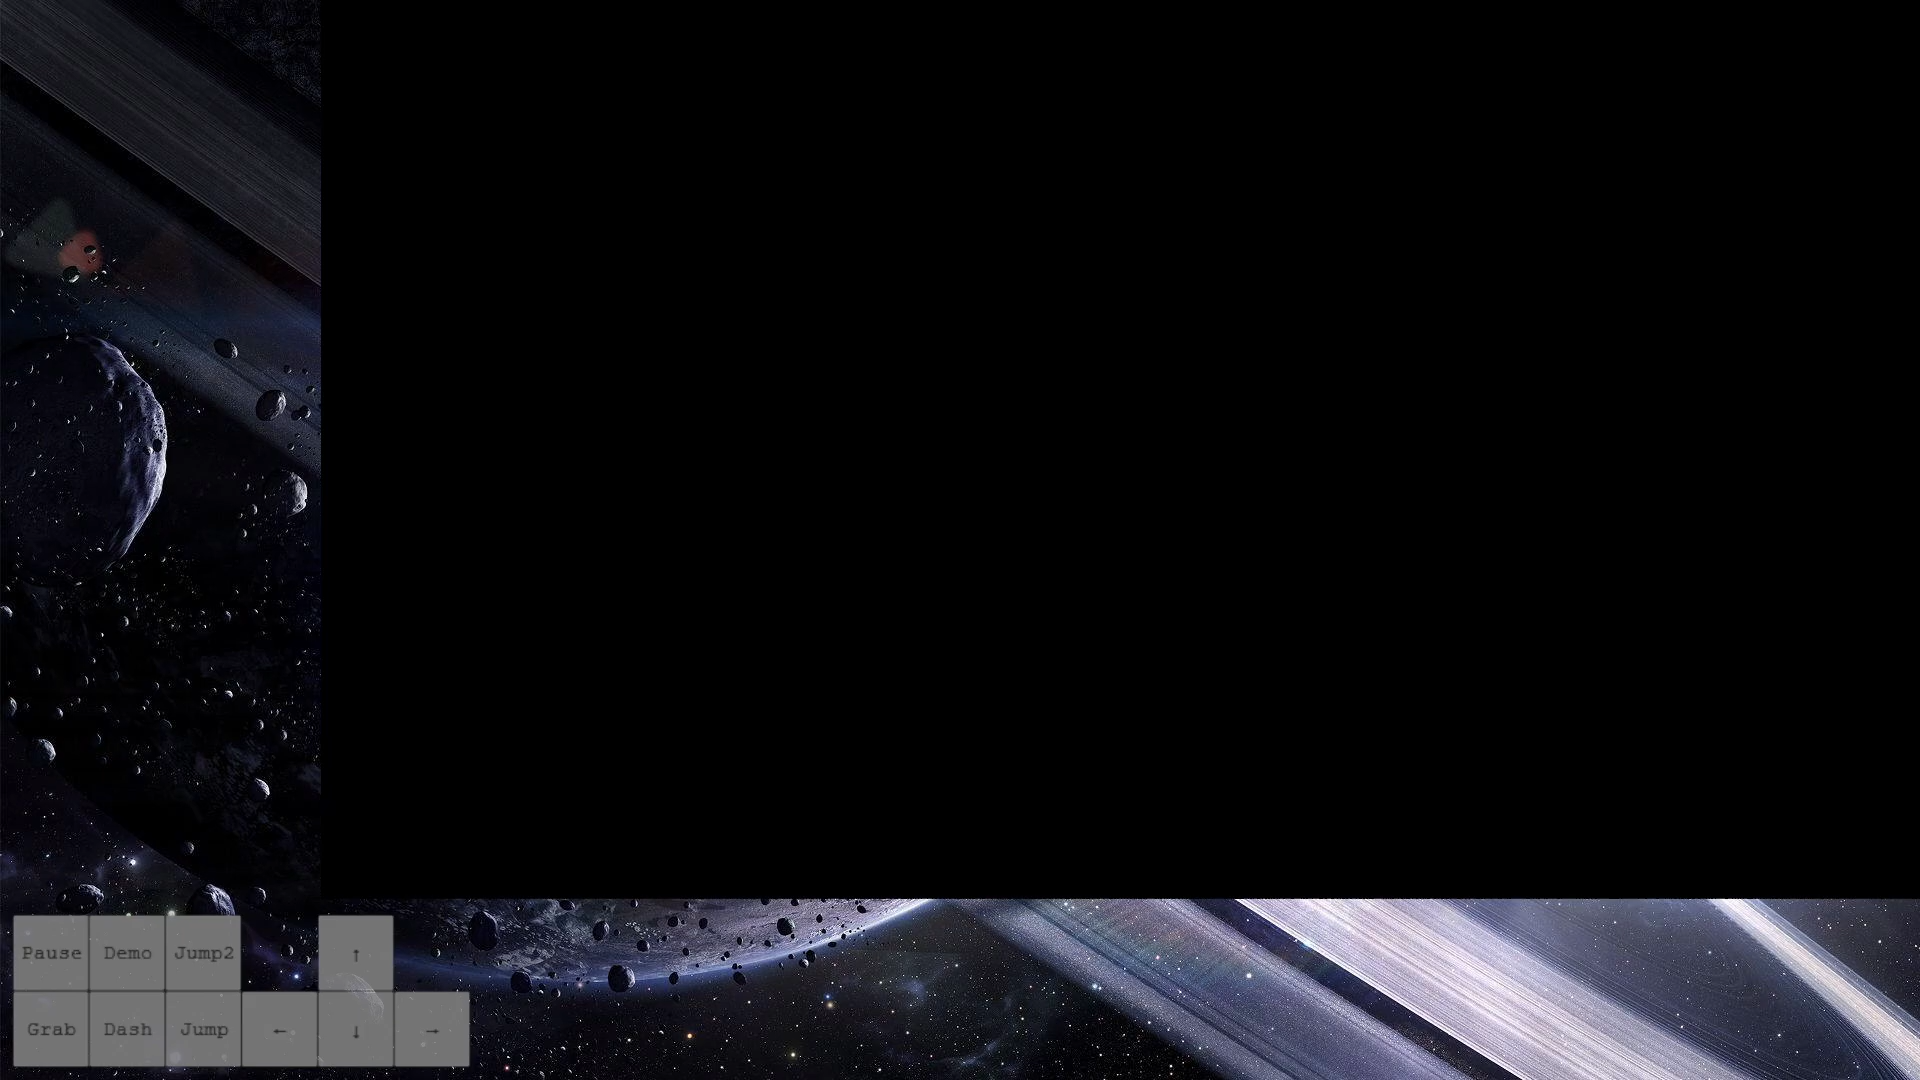 Pause Demo Jump2 ↑
Grab Dash Jump ← ↓ →